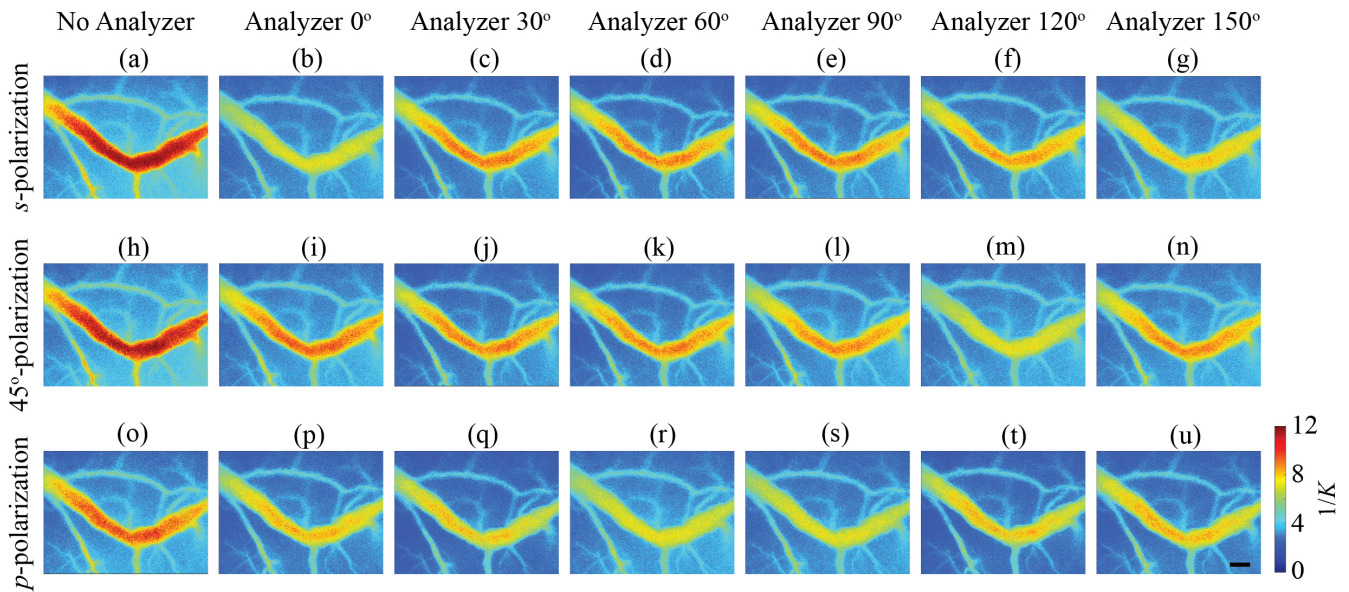 No Analyzer Analyzer 0° Analyzer 30° Analyzer 60° Analyzer 90° Analyzer 120° Analyzer 150°
(a) (b) (c) (d) (e) (f) (g)
s-polarization
(h) (i) (j) (k) (l) (m) (n)
45°-polarization
(o) (p) (q) (r) (s) (t) (u)
p-polarization
12
8
4
0
1/K